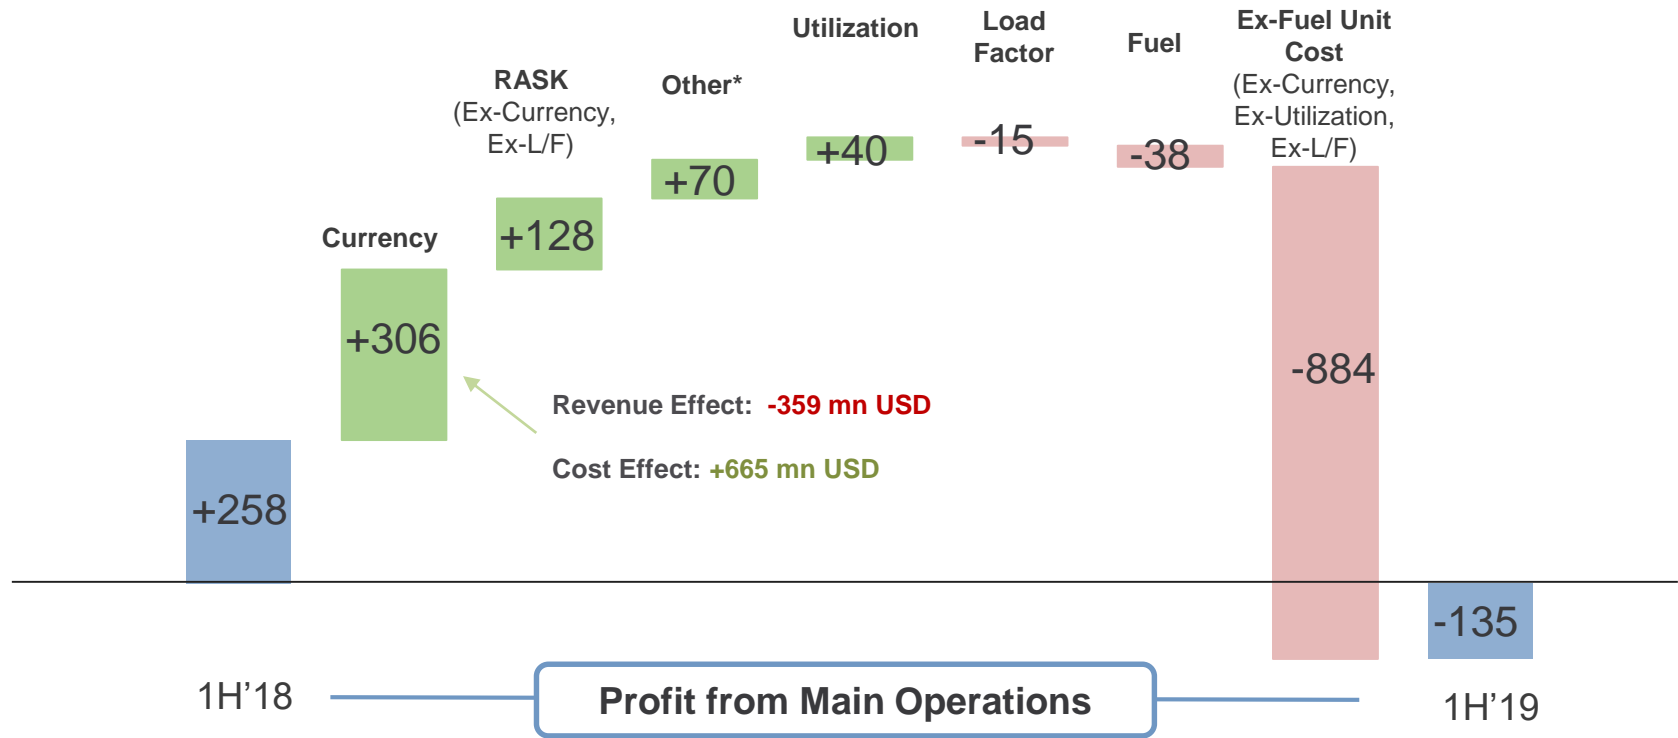 Utilization
Load
Factor
Fuel
Ex-Fuel Unit
Cost
(Ex-Currency,
Ex-Utilization,
Ex-L/F)
RASK
(Ex-Currency,
Ex-L/F)
Other*
Currency
+258
+306
+128
+70
+40
-15
-38
-884
-135
Revenue Effect: -359 mn USD
Cost Effect: +665 mn USD
1H’18
Profit from Main Operations
1H’19